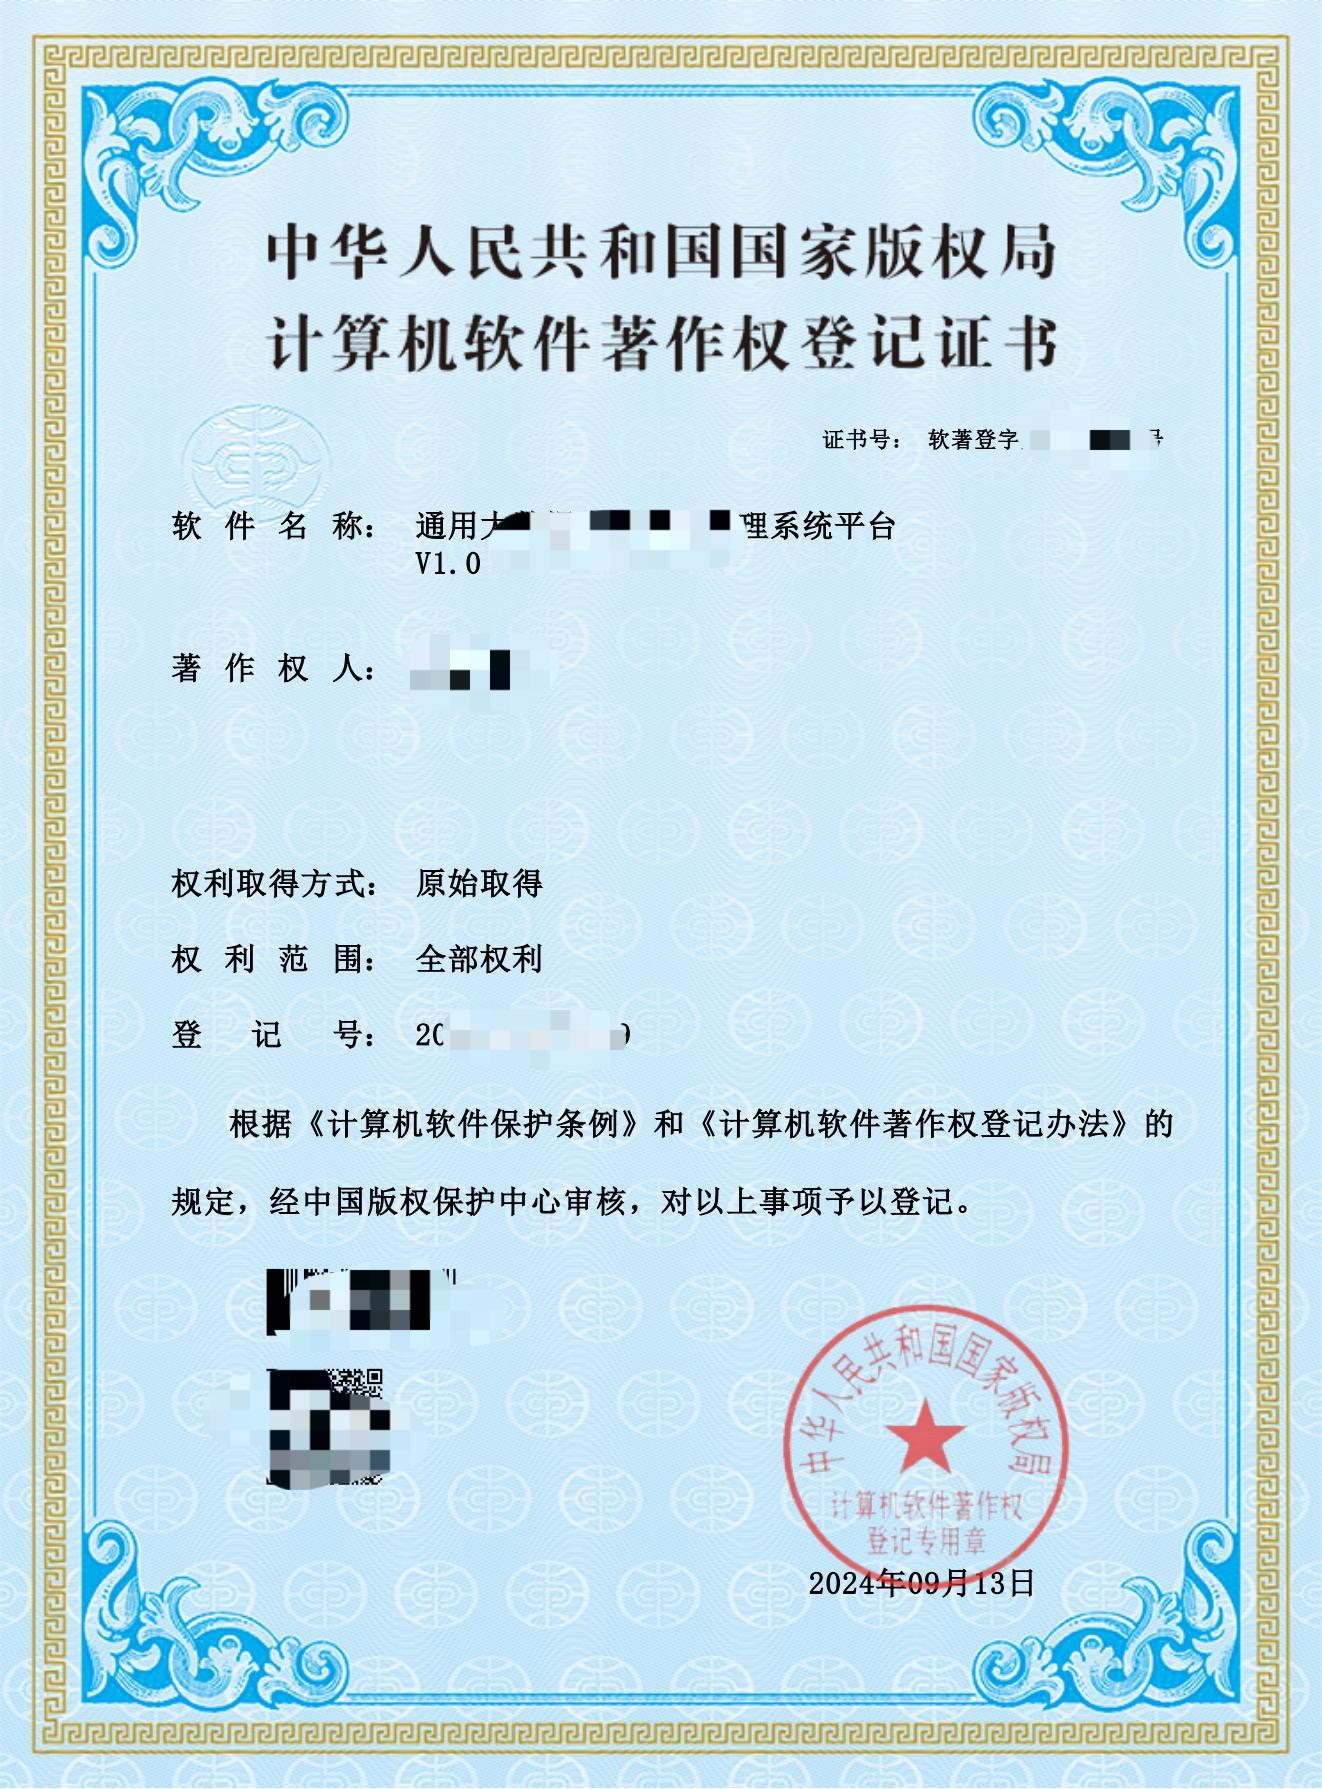 中华人民共和国国家版权局
计算机软件著作权登记证书
证书号： 软著登字
软件名称： 通用大 理系统平台
V1.0
著作权人：
权利取得方式： 原始取得
权利范围： 全部权利
登记号： 20 9
根据《计算机软件保护条例》和《计算机软件著作权登记办法》的
规定，经中国版权保护中心审核，对以上事项予以登记。
中华人民共和国国家版权局
计算机软件著作权
登记专用章
2024年09月13日